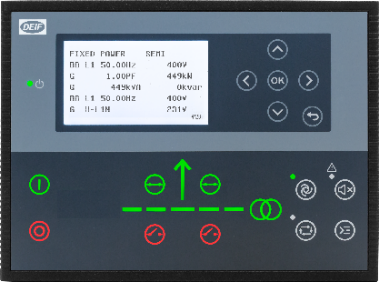 DEIF
FIXED POWER SEMI
BB L1 50.00Hz 400V
G 1.00PF 449kW
G 449kVA 0kvar
BB L1 50.00Hz 400V
G U-L1N 231V
OK